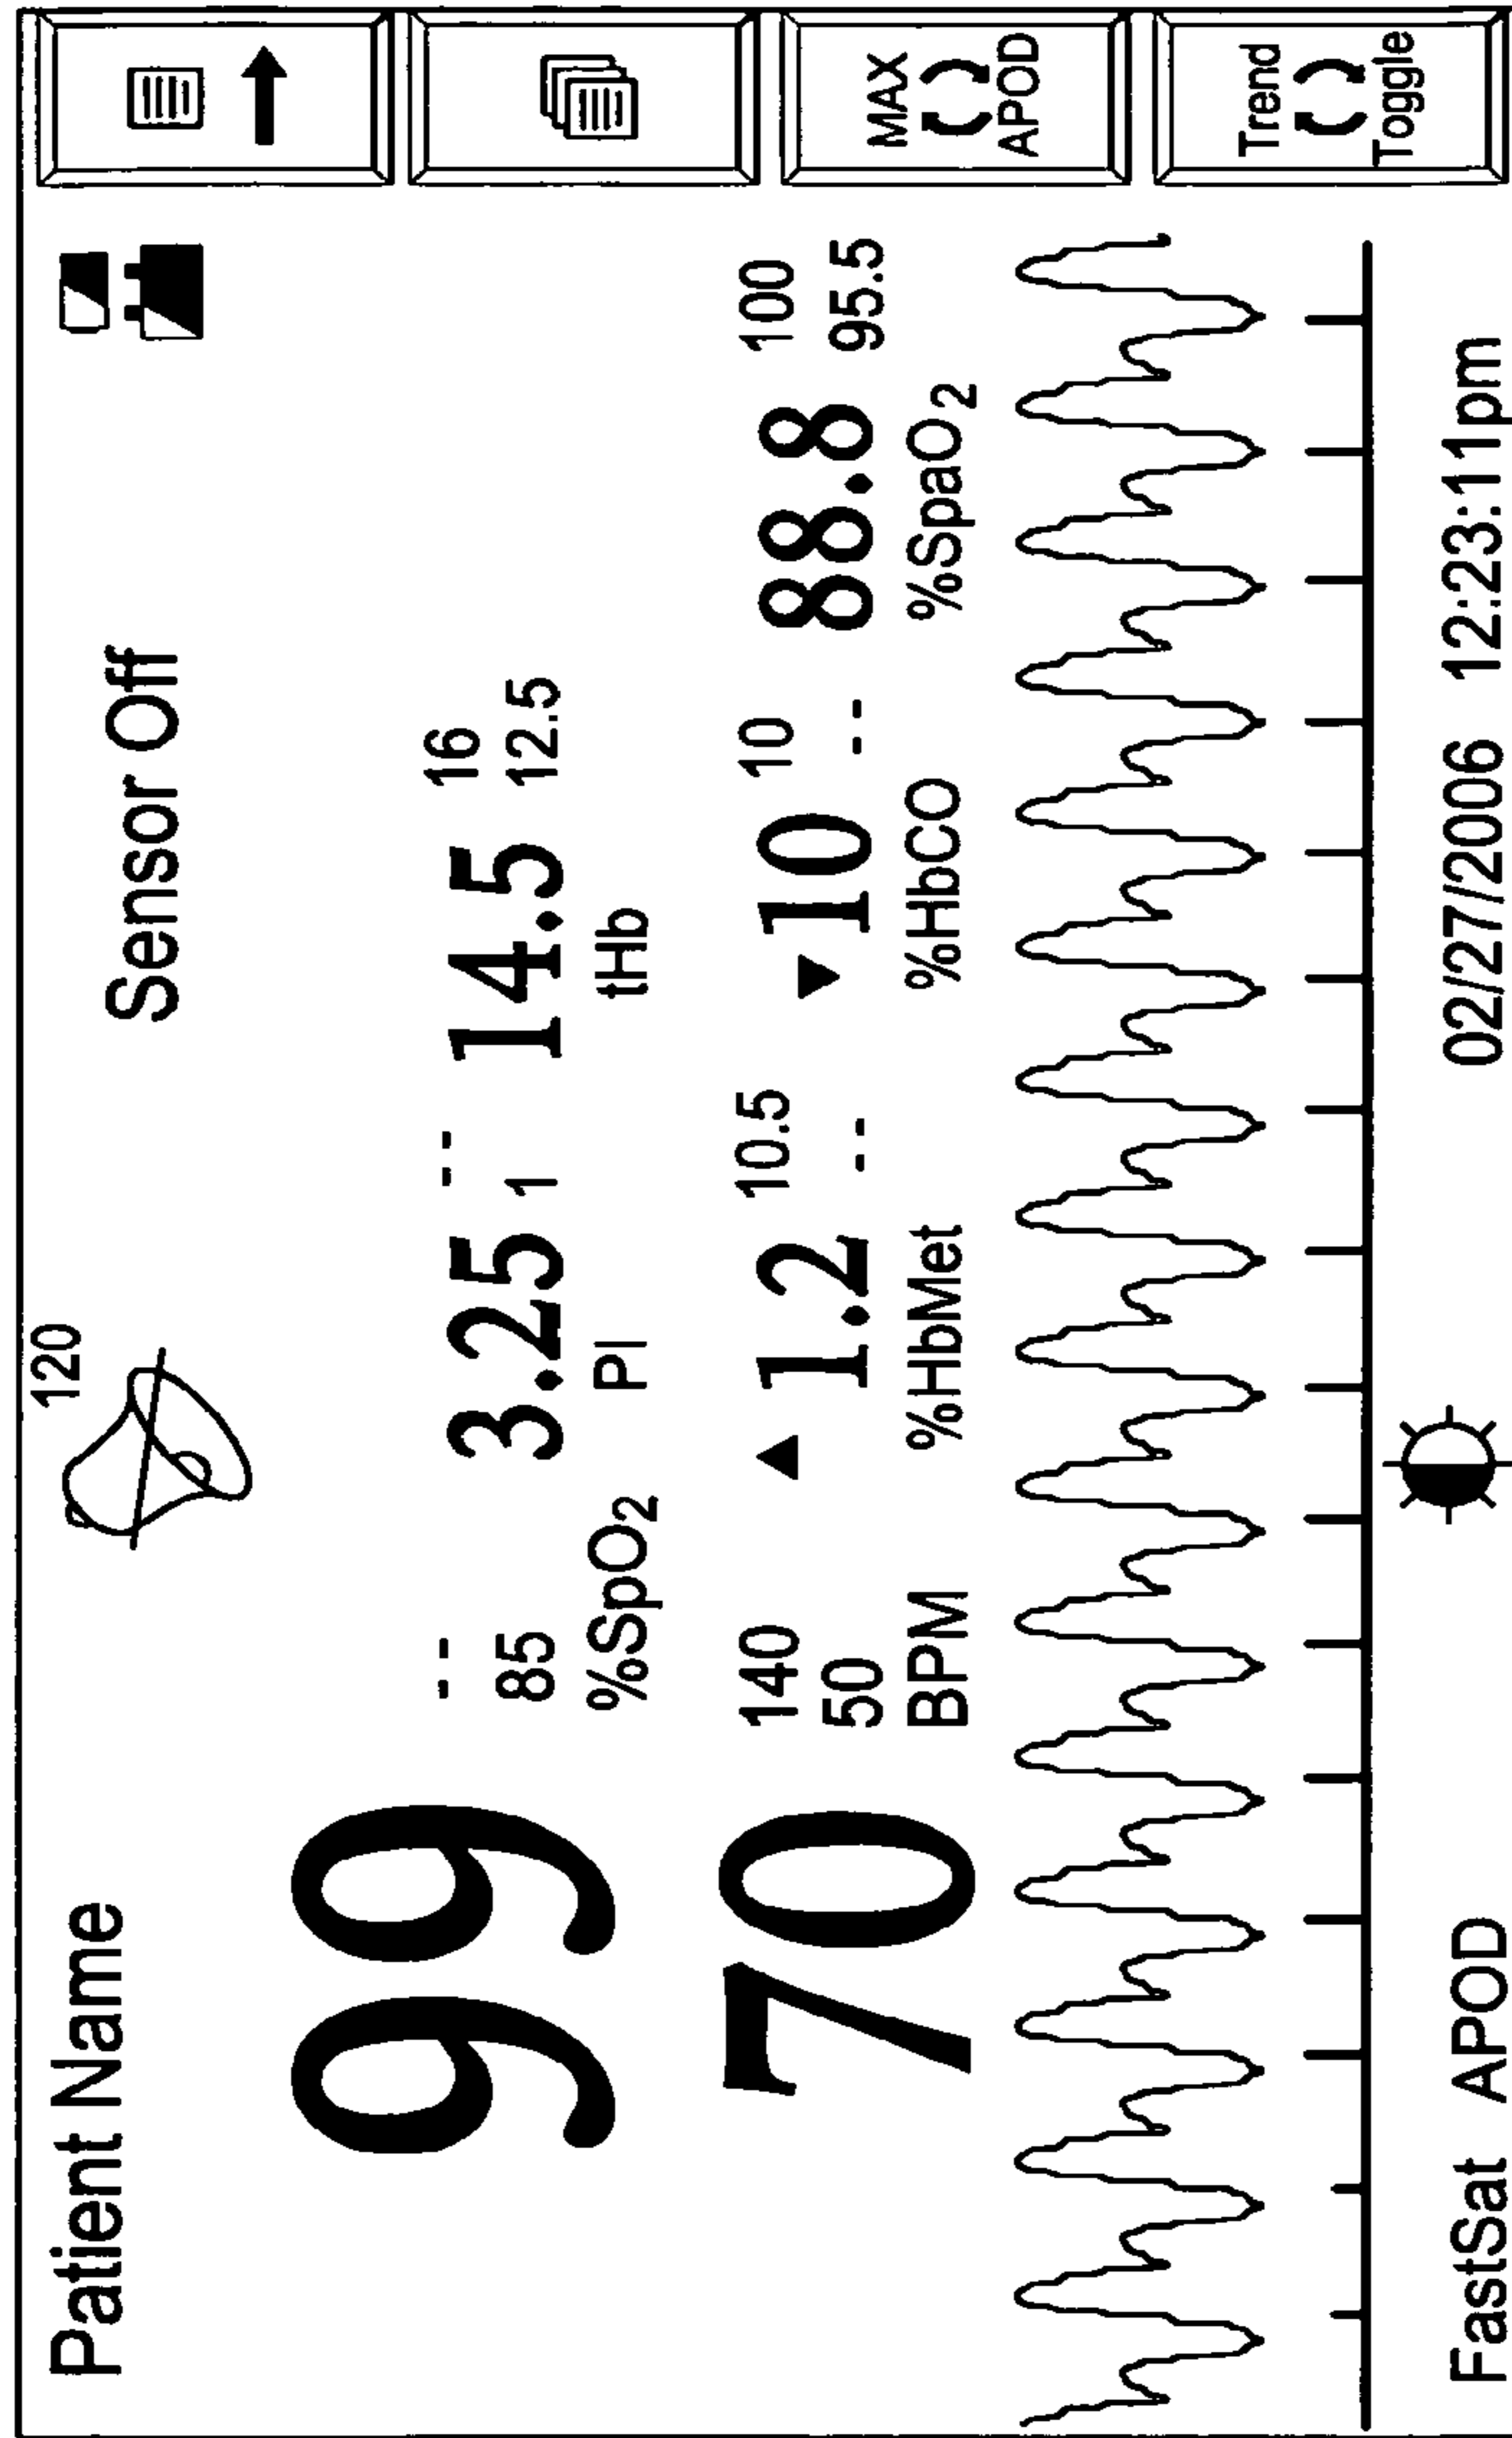 Patient Name
120
Sensor Off
99
--
85
%SpO2
3.25
--
1
PI
14.5
16
12.5
tHb
70
140
50
BPM
▲ 1.2
10.5
--
%HbMet
▼ 10
10
--
%HbCO
88.8
100
95.5
%SpaO2
MAX
APOD
Trend
Toggle
FastSat APOD
02/27/2006 12:23:11pm